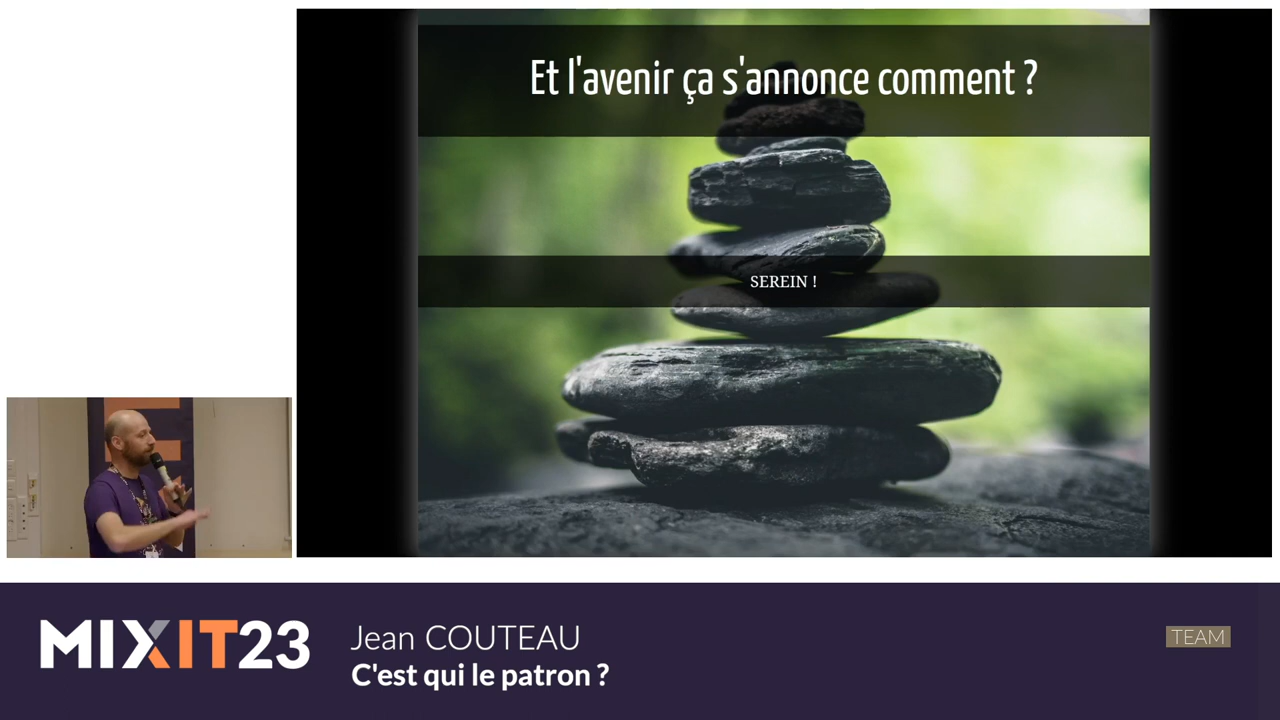 Et l'avenir ça s'annonce comment ?
SEREIN !
MIXIT23
Jean COUTEAU
C'est qui le patron ?
TEAM